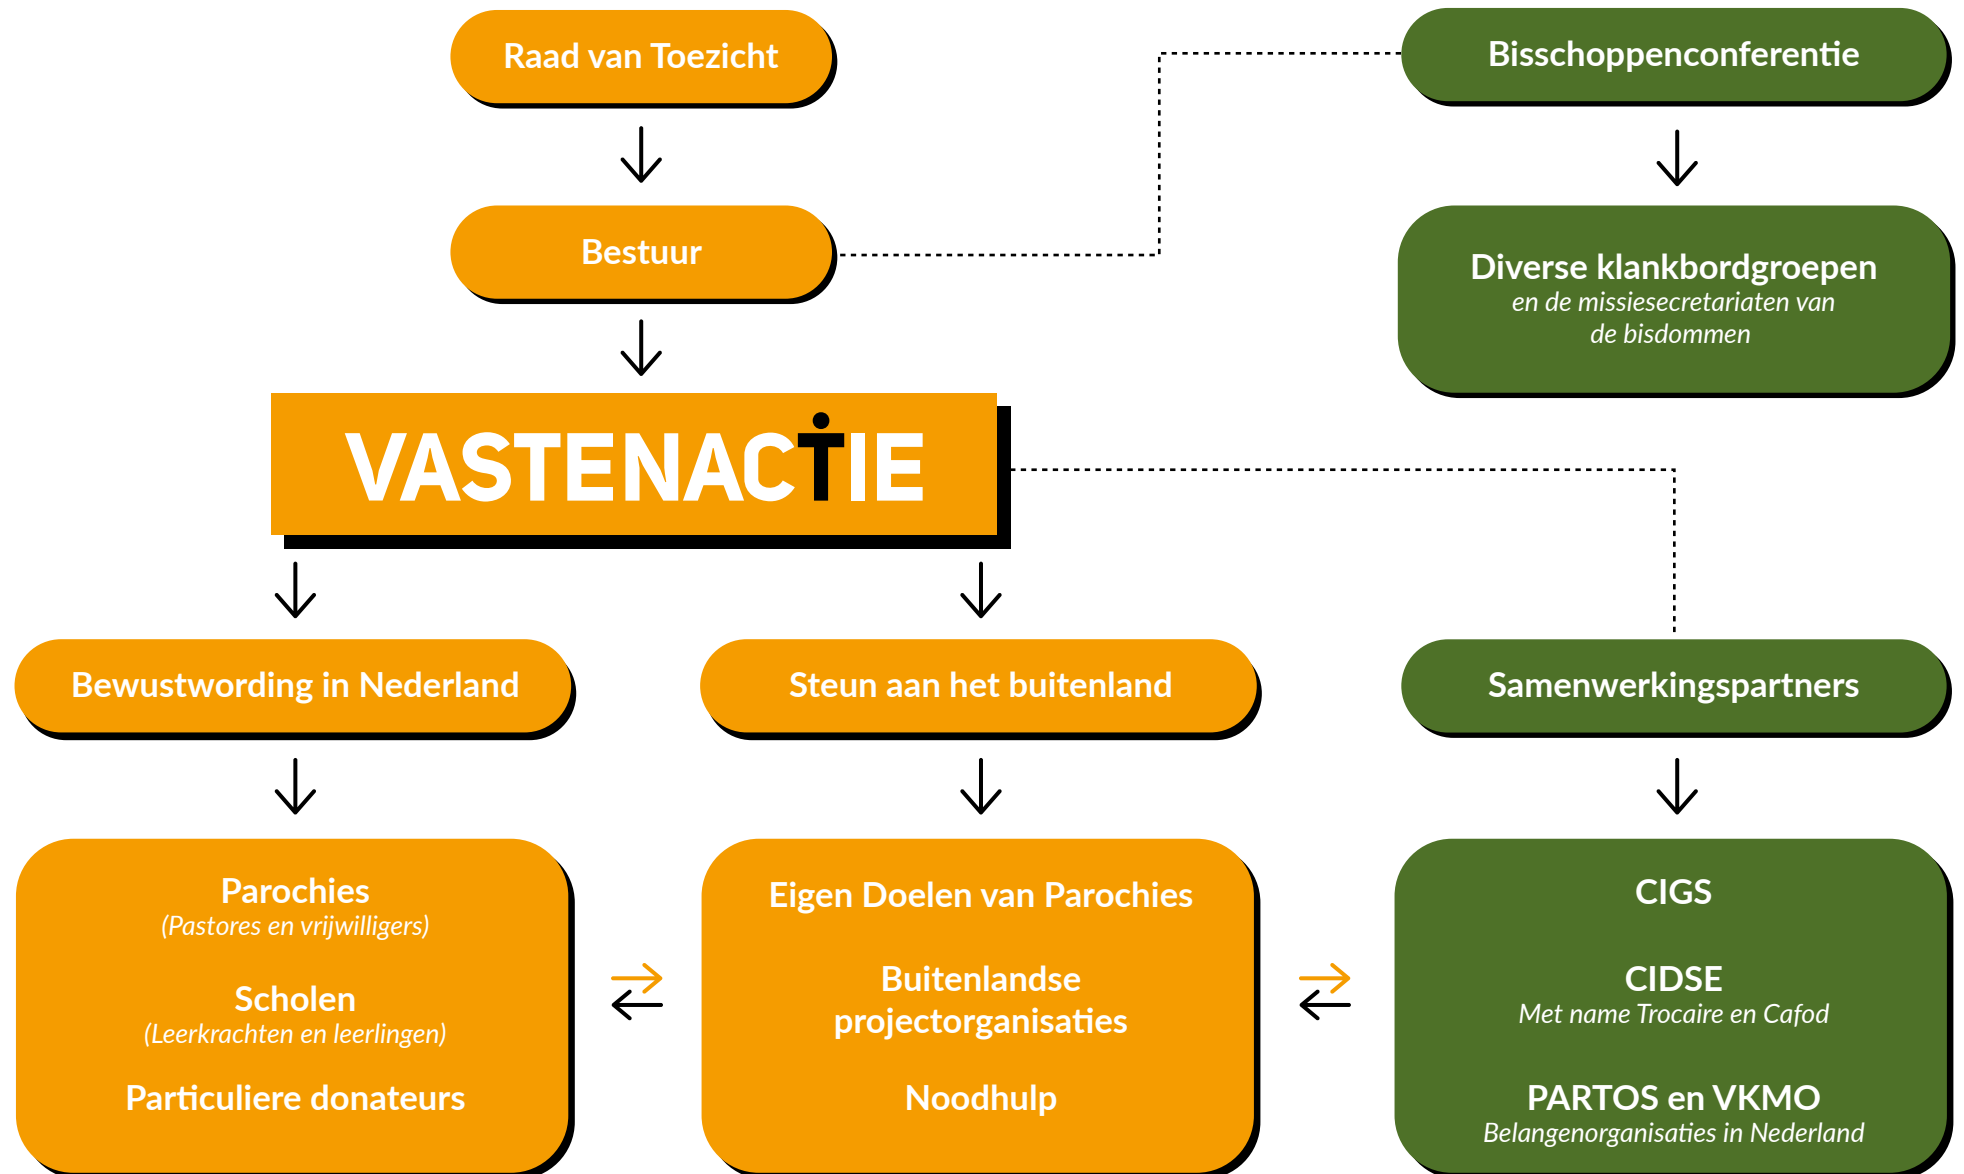 Raad van Toezicht
Bisschoppenconferentie
Bestuur
Diverse klankbordgroepen
en de missiesecretariaten van
de bisdommen
VASTENACTIE
Bewustwording in Nederland
Steun aan het buitenland
Samenwerkingspartners
Parochies
(Pastores en vrijwilligers)
Scholen
(Leerkrachten en leerlingen)
Particuliere donateurs
Eigen Doelen van Parochies
Buitenlandse
projectorganisaties
Noodhulp
CIGS
CIDSE
Met name Trocaire en Cafod
PARTOS en VKMO
Belangenorganisaties in Nederland